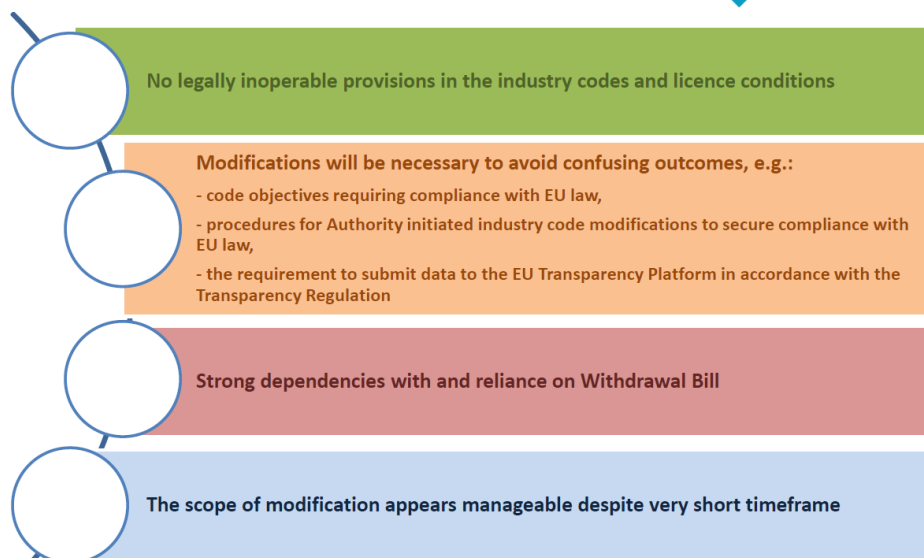 No legally inoperable provisions in the industry codes and licence conditions
Modifications will be necessary to avoid confusing outcomes, e.g.:
- code objectives requiring compliance with EU law,
- procedures for Authority initiated industry code modifications to secure compliance with
EU law,
- the requirement to submit data to the EU Transparency Platform in accordance with the
Transparency Regulation
Strong dependencies with and reliance on Withdrawal Bill
The scope of modification appears manageable despite very short timeframe